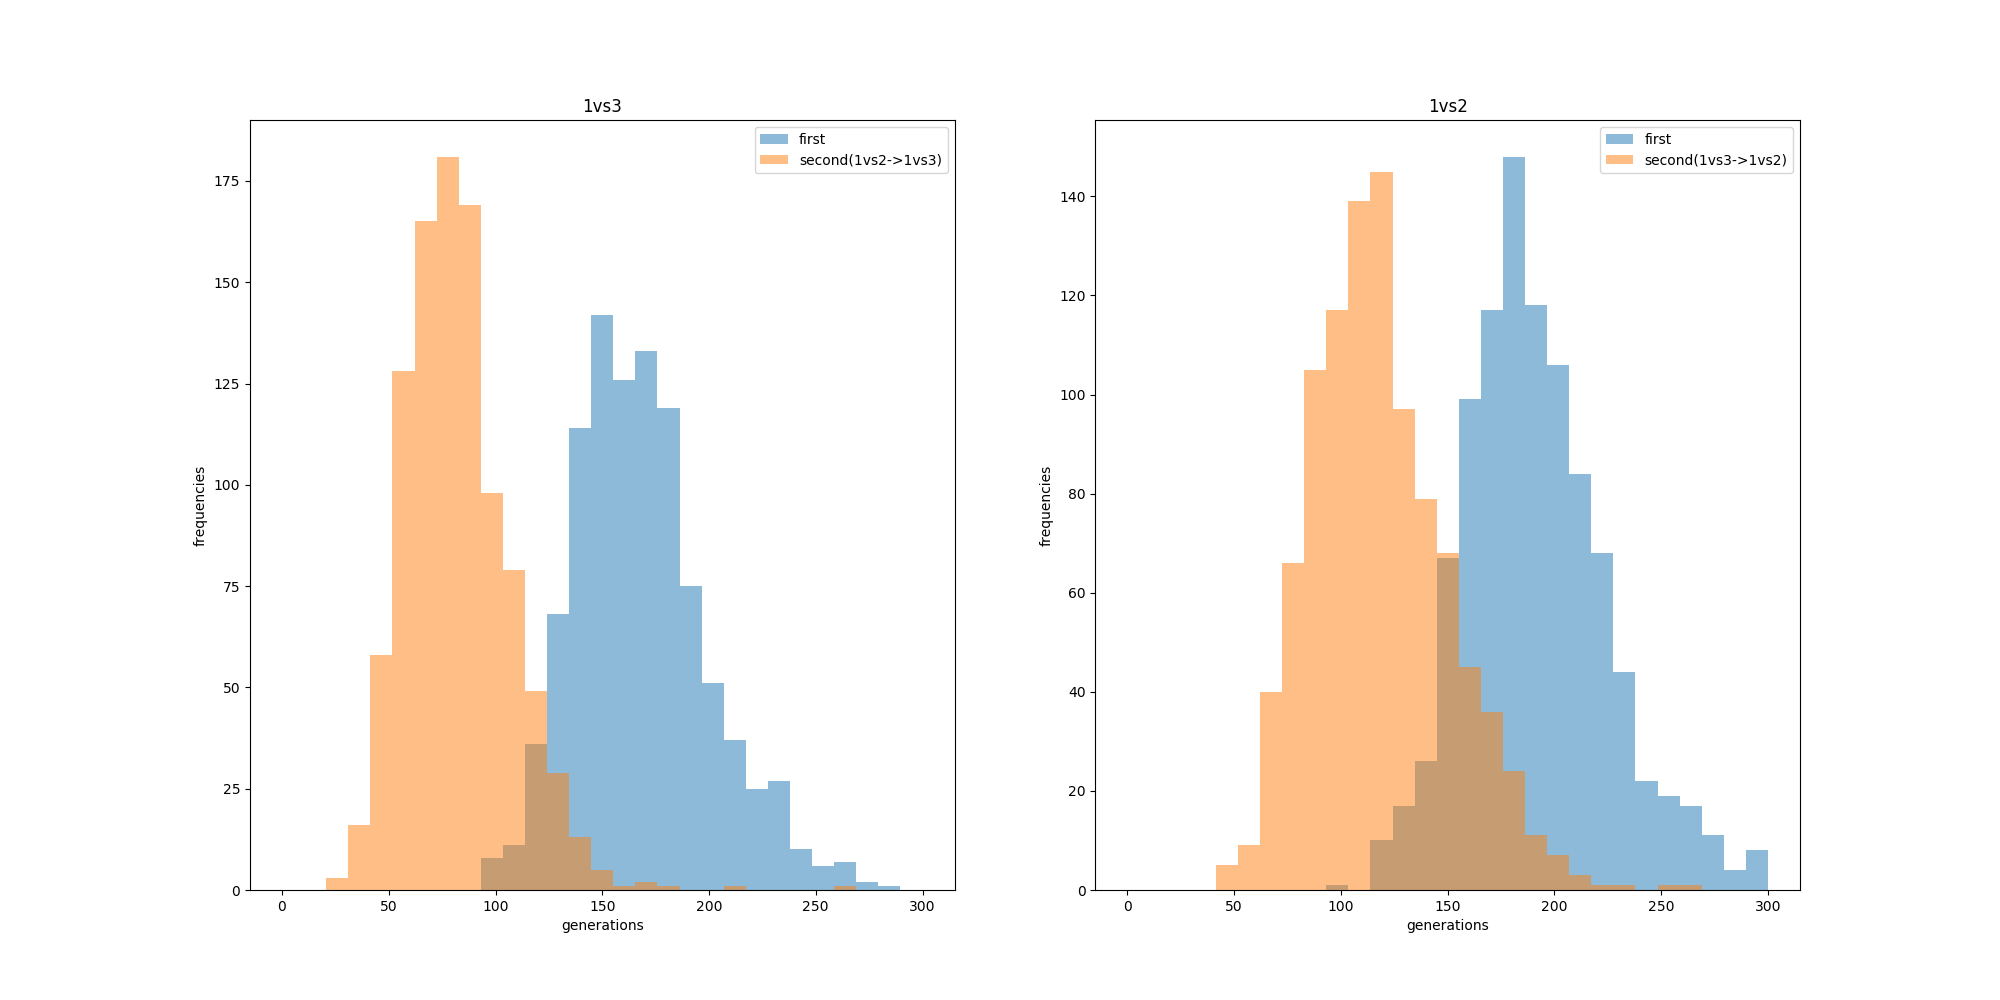 1vs3
first
second(1vs2->1vs3)
175
150
125
100
75
50
25
0
frequencies
0 50 100 150 200 250 300
generations
1vs2
first
second(1vs3->1vs2)
140
120
100
80
60
40
20
0
frequencies
0 50 100 150 200 250 300
generations